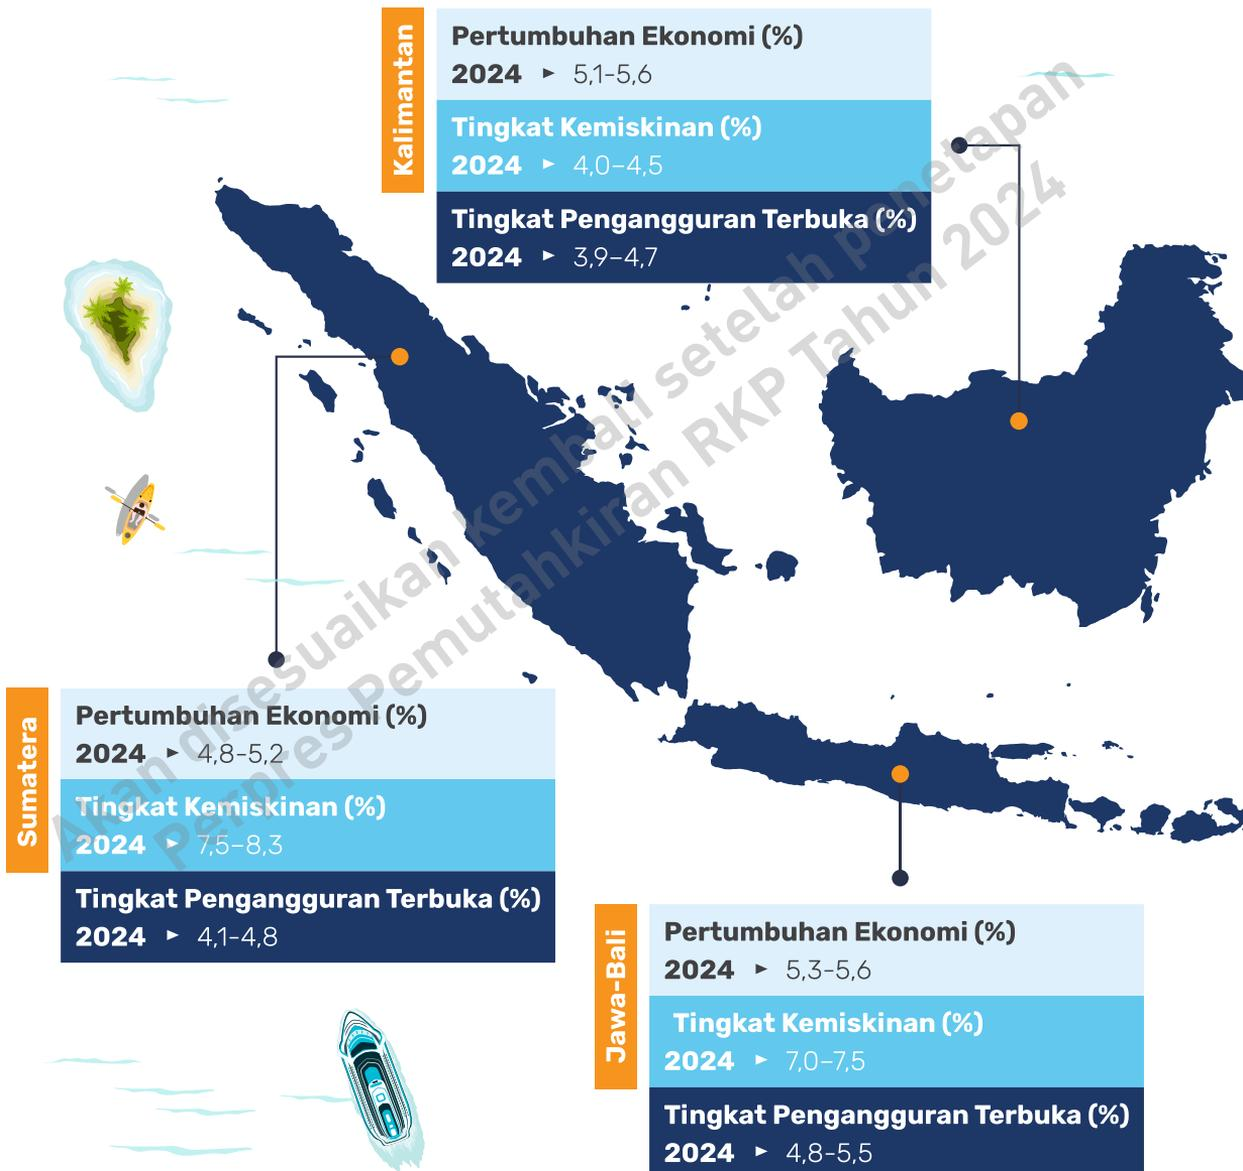 Kalimantan
Pertumbuhan Ekonomi (%)
2024 ► 5,1-5,6
Tingkat Kemiskinan (%)
2024 ► 4,0–4,5
Tingkat Pengangguran Terbuka (%)
2024 ► 3,9–4,7
Akan disesuaikan kembali setelah penetapan
Perpres Pemutahkiran RKP Tahun 2024
Sumatera
Pertumbuhan Ekonomi (%)
2024 ► 4,8-5,2
Tingkat Kemiskinan (%)
2024 ► 7,5–8,3
Tingkat Pengangguran Terbuka (%)
2024 ► 4,1-4,8
Jawa-Bali
Pertumbuhan Ekonomi (%)
2024 ► 5,3-5,6
Tingkat Kemiskinan (%)
2024 ► 7,0–7,5
Tingkat Pengangguran Terbuka (%)
2024 ► 4,8-5,5